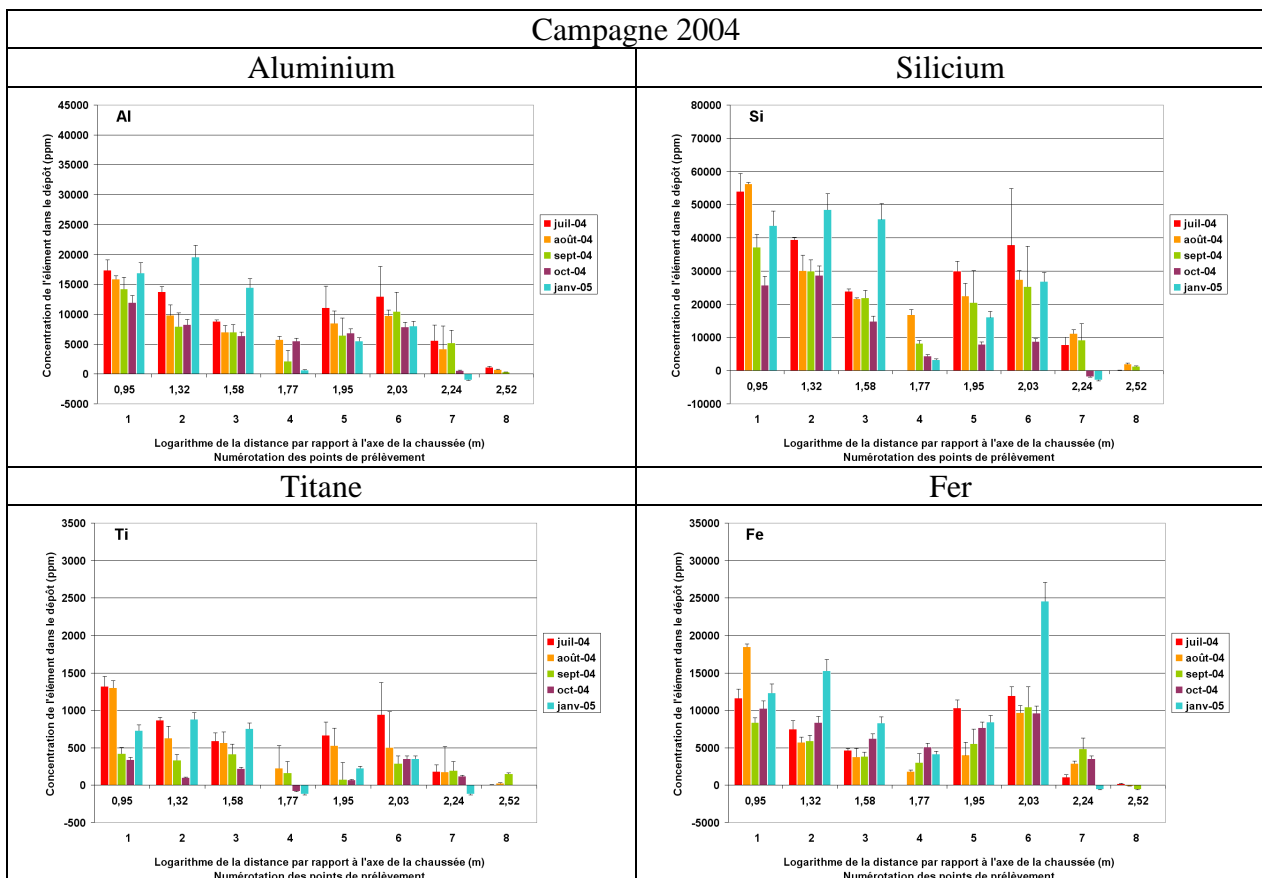 Campagne 2004
Aluminium
Silicium
Al
Concentration de l'élément dans le dépôt (ppm)
45000
40000
35000
30000
25000
20000
15000
10000
5000
0
-5000
0,95 1,32 1,58 1,77 1,95 2,03 2,24 2,52
1 2 3 4 5 6 7 8
Logarithme de la distance par rapport à l'axe de la chaussée (m)
Numérotation des points de prélèvement
juil-04
août-04
sept-04
oct-04
janv-05
Si
Concentration de l'élément dans le dépôt (ppm)
80000
70000
60000
50000
40000
30000
20000
10000
0
-10000
0,95 1,32 1,58 1,77 1,95 2,03 2,24 2,52
1 2 3 4 5 6 7 8
Logarithme de la distance par rapport à l'axe de la chaussée (m)
Numérotation des points de prélèvement
juil-04
août-04
sept-04
oct-04
janv-05
Titane
Fer
Ti
Concentration de l'élément dans le dépôt (ppm)
3500
3000
2500
2000
1500
1000
500
0
-500
0,95 1,32 1,58 1,77 1,95 2,03 2,24 2,52
1 2 3 4 5 6 7 8
Logarithme de la distance par rapport à l'axe de la chaussée (m)
Numérotation des points de prélèvement
juil-04
août-04
sept-04
oct-04
janv-05
Fe
Concentration de l'élément dans le dépôt (ppm)
35000
30000
25000
20000
15000
10000
5000
0
-5000
0,95 1,32 1,58 1,77 1,95 2,03 2,24 2,52
1 2 3 4 5 6 7 8
Logarithme de la distance par rapport à l'axe de la chaussée (m)
Numérotation des points de prélèvement
juil-04
août-04
sept-04
oct-04
janv-05